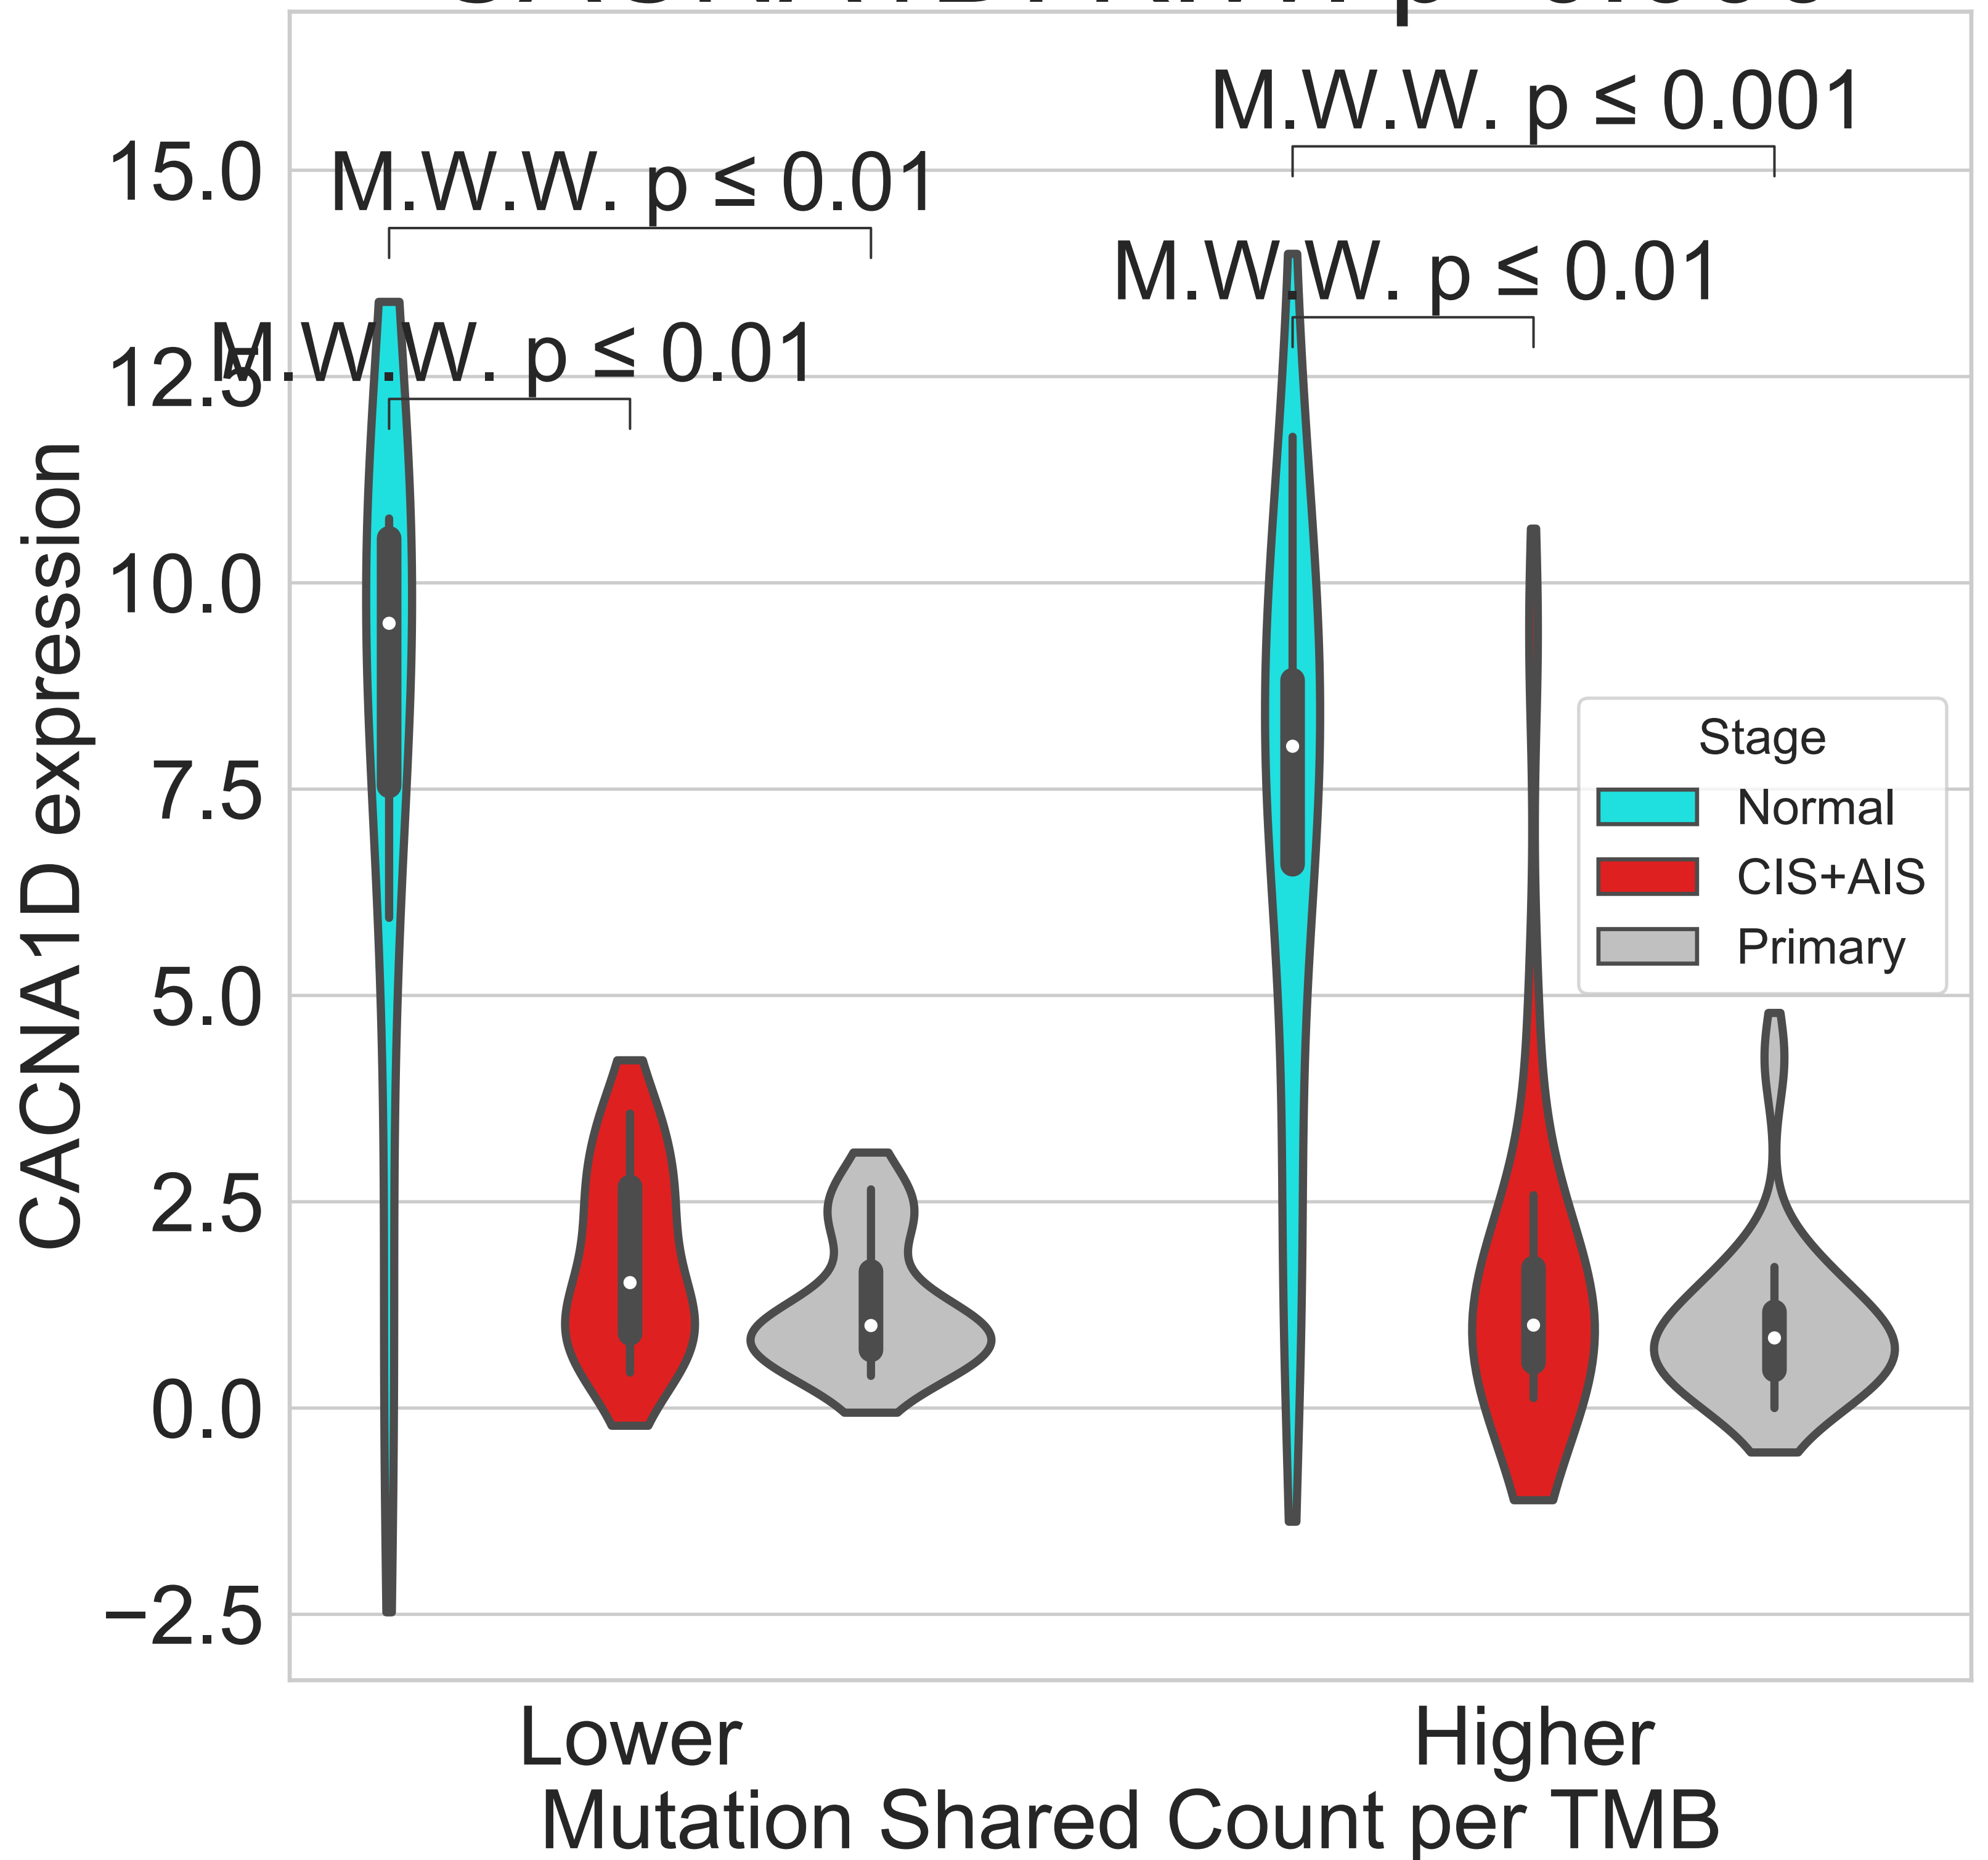 M.W.W. p ≤ 0.001
M.W.W. p ≤ 0.01
M.W.W. p ≤ 0.01
M.W.W. p ≤ 0.01
15.0
12.5
10.0
7.5
5.0
2.5
0.0
−2.5
CACNA1D expression
Stage
Normal
CIS+AIS
Primary
Lower
Higher
Mutation Shared Count per TMB